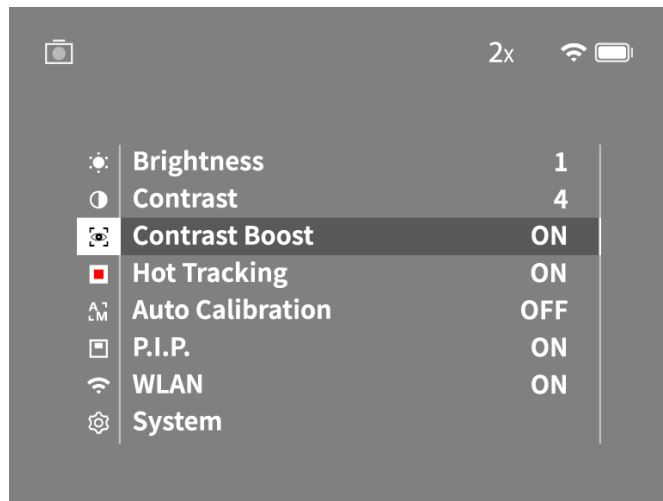 2x
Brightness 1
Contrast 4
Contrast Boost ON
Hot Tracking ON
Auto Calibration OFF
P.I.P. ON
WLAN ON
System